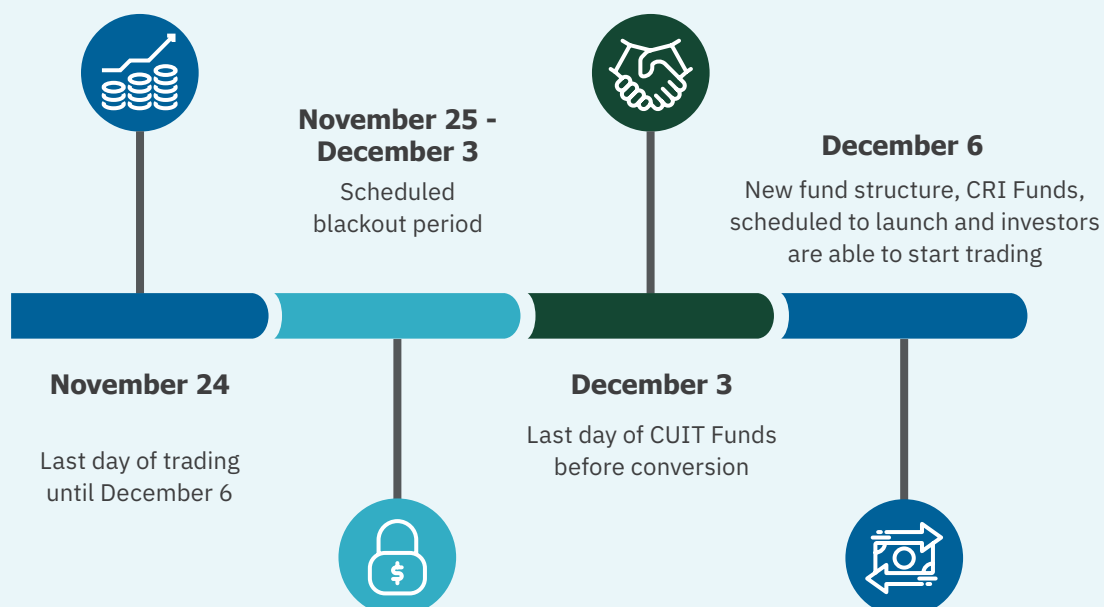 November 24
Last day of trading
until December 6
November 25 -
December 3
Scheduled
blackout period
$
December 3
Last day of CUIT Funds
before conversion
December 6
New fund structure, CRI Funds,
scheduled to launch and investors
are able to start trading